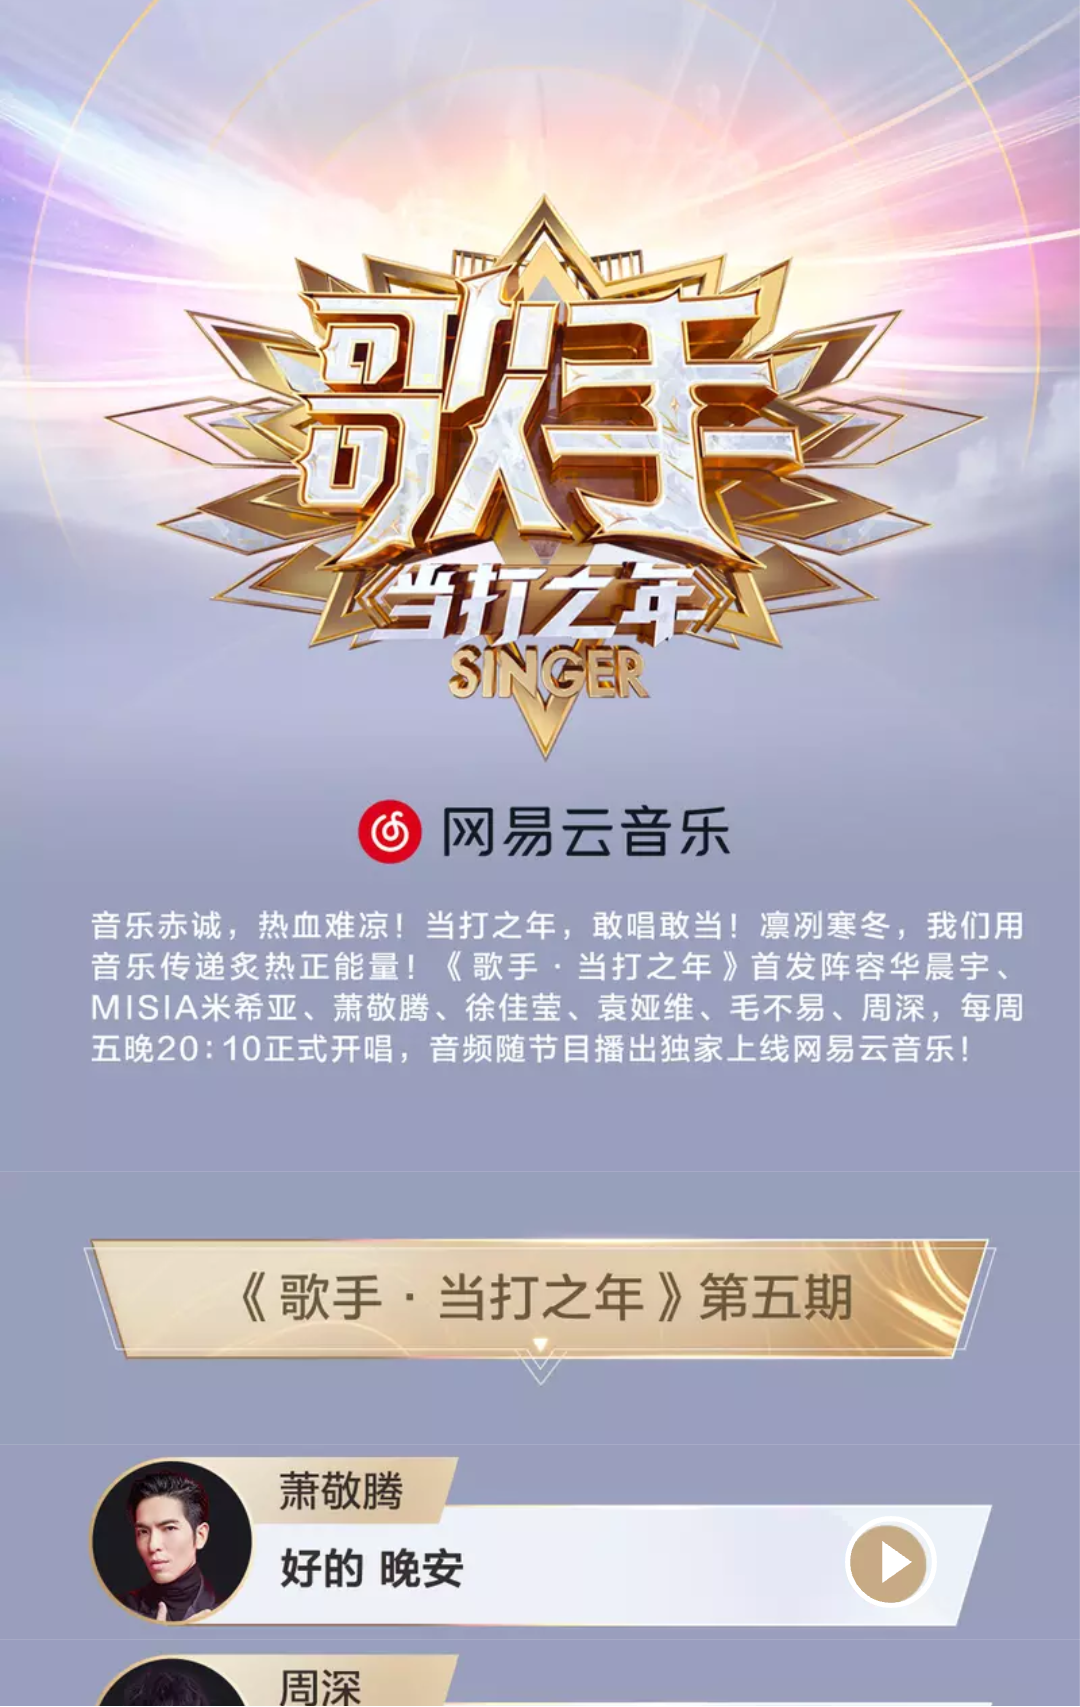 歌手
当打之年
SINGER
网易云音乐
音乐赤诚，热血难凉！当打之年，敢唱敢当！凛冽寒冬，我们用
音乐传递炙热正能量！《歌手·当打之年》首发阵容华晨宇、
MISIA米希亚、萧敬腾、徐佳莹、袁娅维、毛不易、周深，每周
五晚20:10正式开唱，音频随节目播出独家上线网易云音乐！
《歌手·当打之年》第五期
萧敬腾
好的 晚安
周深